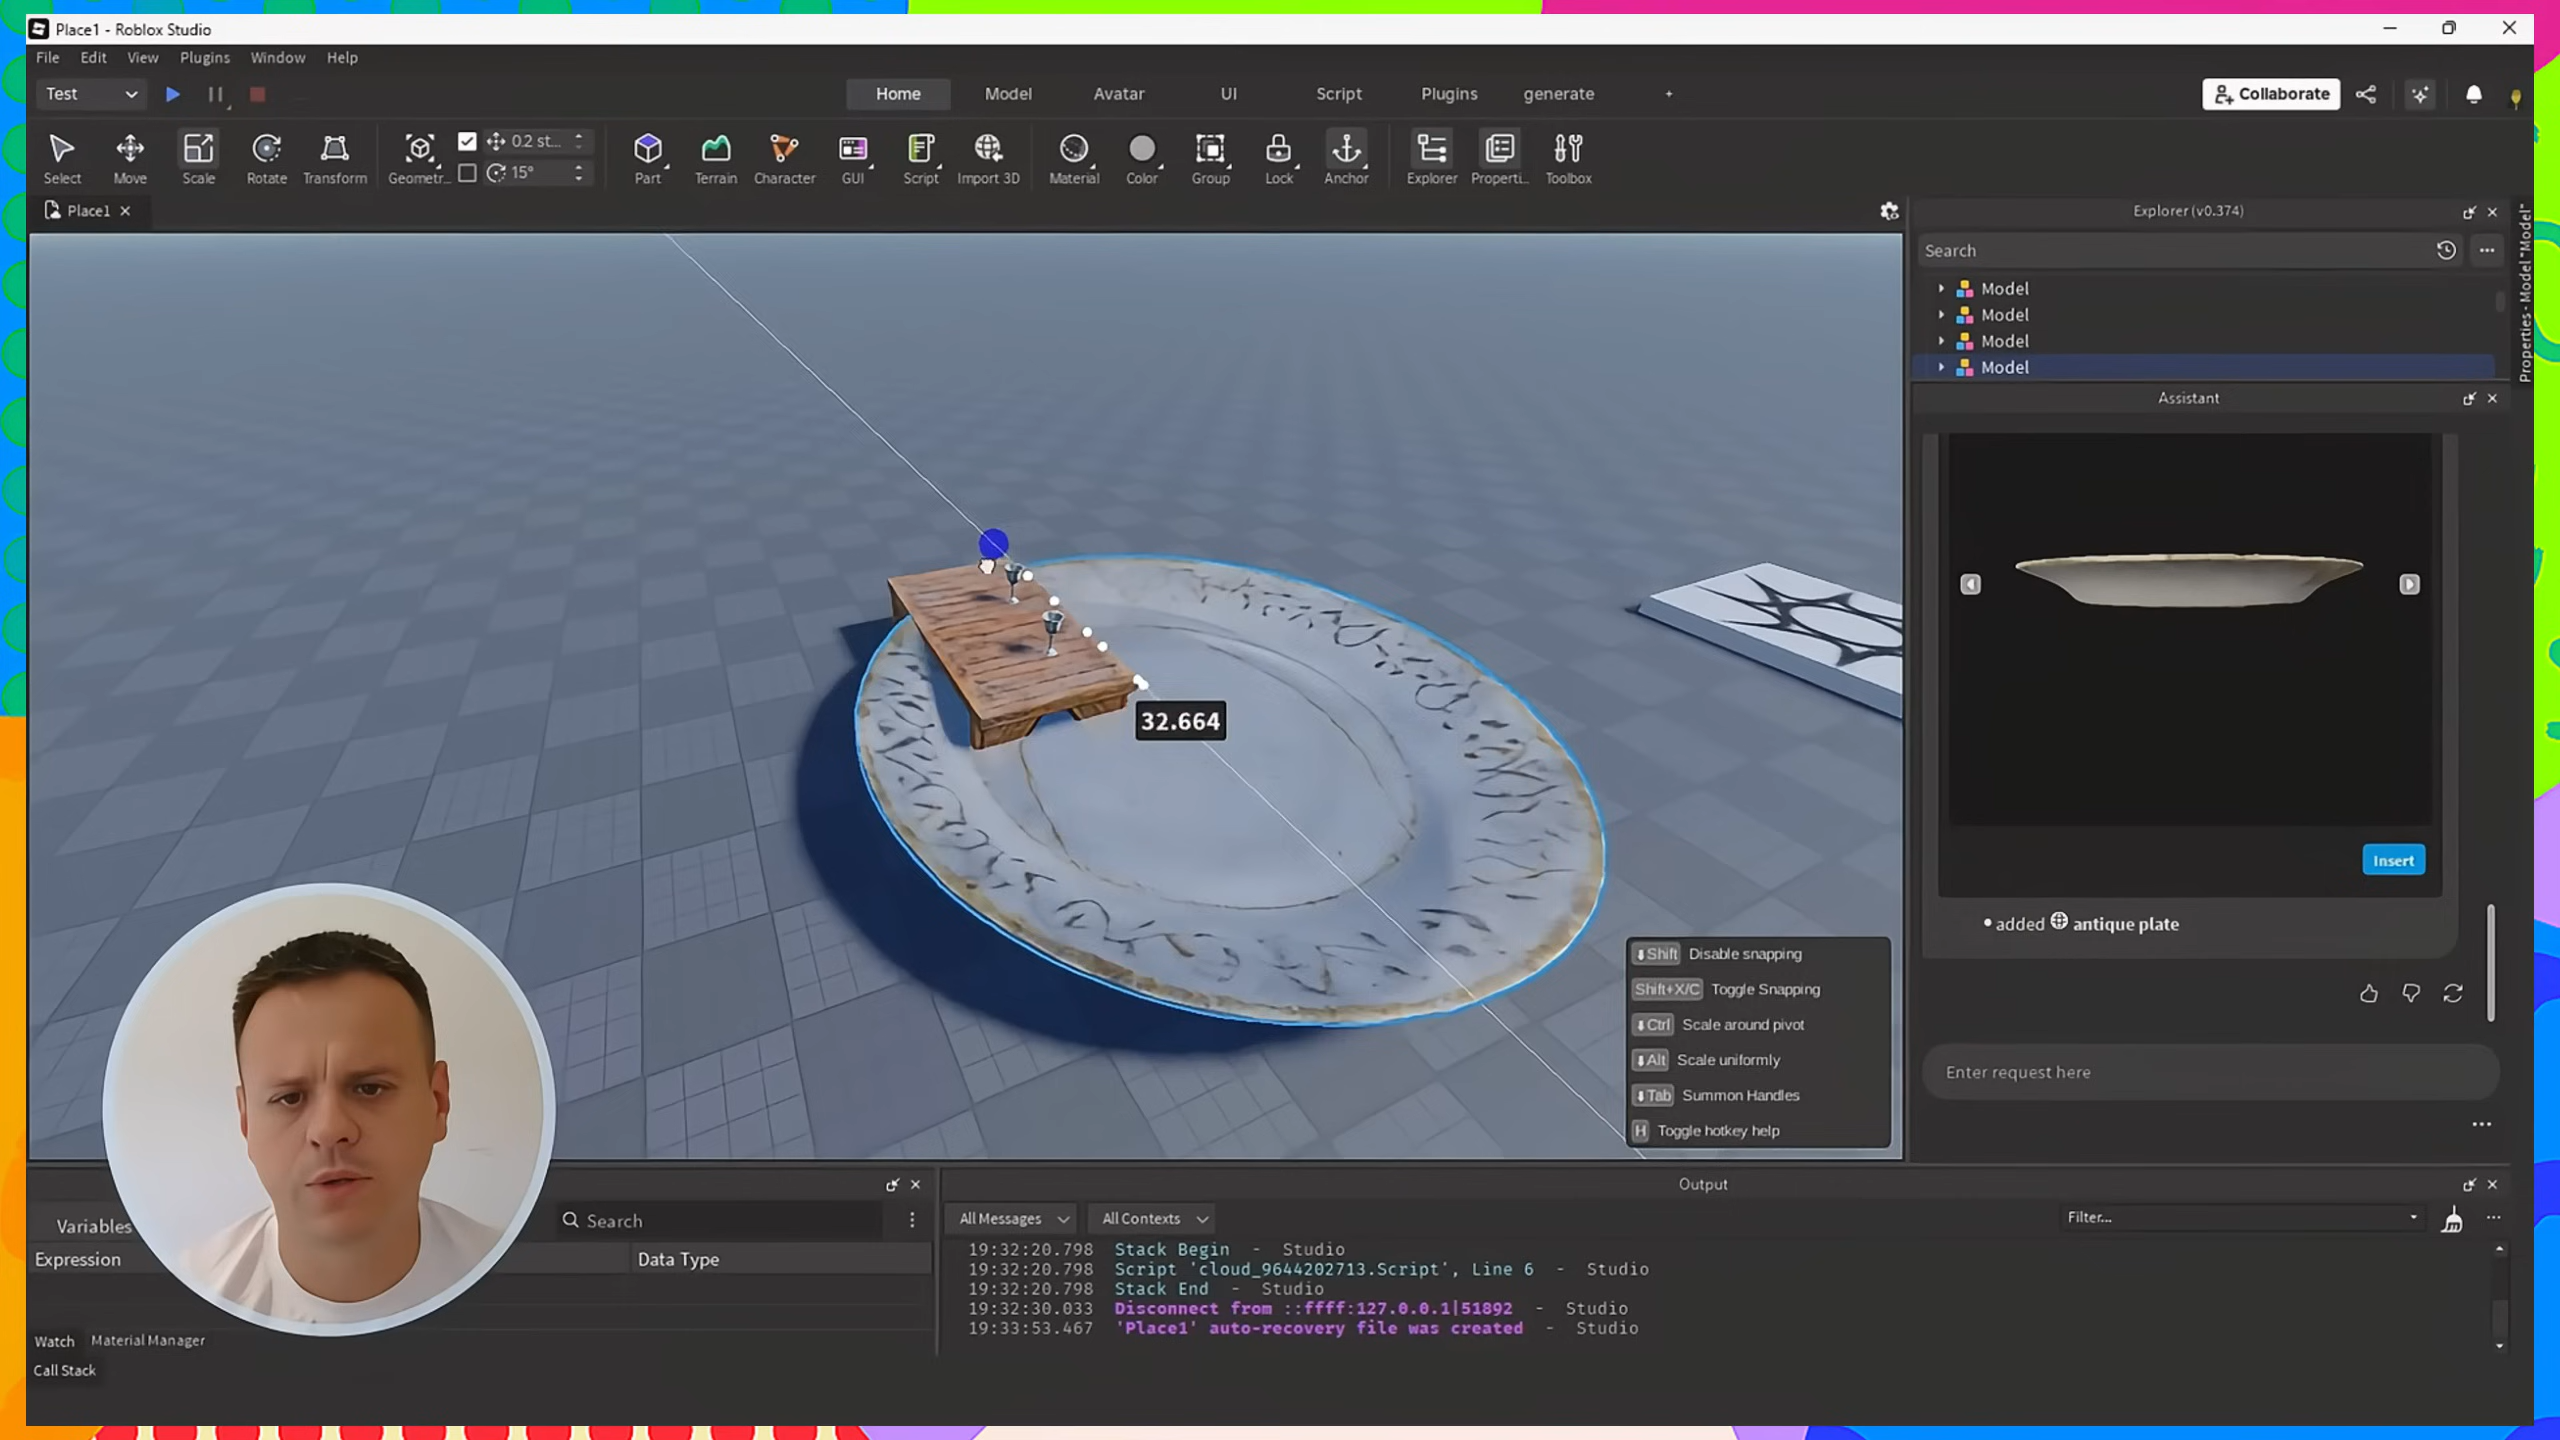 Place1 - Roblox Studio
File Edit View Plugins Window Help
Test
Home Model Avatar UI Script Plugins generate +
Collaborate
Select Move Scale Rotate Transform Geometr... 0.2 st... 15° Part Terrain Character GUI Script Import 3D Material Color Group Lock Anchor Explorer Properti... Toolbox
Place1
Explorer (v0.374)
Search
Model
Model
Model
Model
Properties - Model "Model"
Assistant
32.664
Insert
• added antique plate
Shift Disable snapping
Shift+X/C Toggle Snapping
Ctrl Scale around pivot
Alt Scale uniformly
Tab Summon Handles
H Toggle hotkey help
Enter request here
Variables
Search
Expression
Data Type
Watch Material Manager
Call Stack
Output
All Messages All Contexts Filter...
19:32:20.798 Stack Begin - Studio
19:32:20.798 Script 'cloud_9644202713.Script', Line 6 - Studio
19:32:20.798 Stack End - Studio
19:32:30.033 Disconnect from ::ffff:127.0.0.1|51892 - Studio
19:33:53.467 'Place1' auto-recovery file was created - Studio